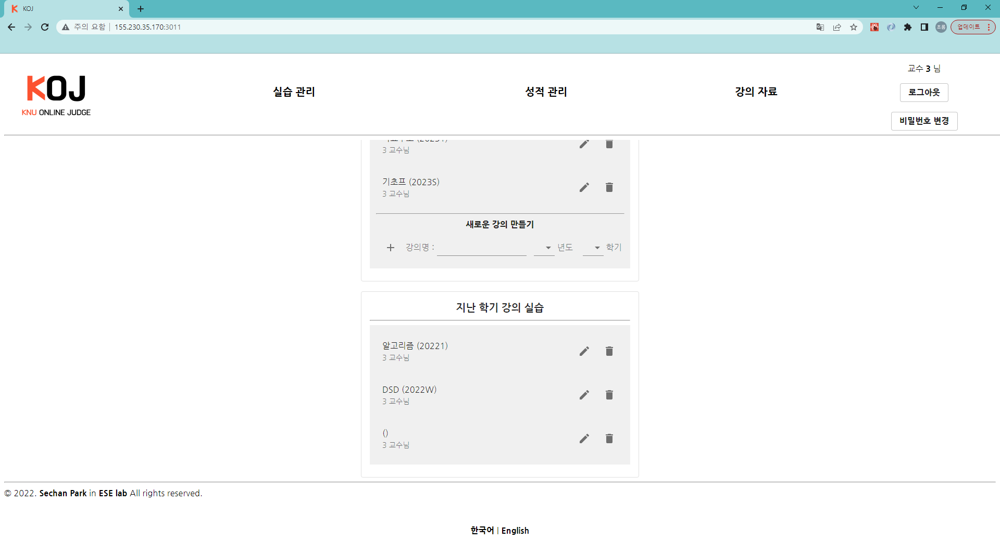 KOJ
주의 요함 155.230.35.170:3011
초롬
업데이트
KOJ
KNU ONLINE JUDGE
실습 관리
성적 관리
강의 자료
교수 3 님
로그아웃
비밀번호 변경
3 교수님
기초프 (2023S)
3 교수님
새로운 강의 만들기
강의명 :
년도
학기
지난 학기 강의 실습
알고리즘 (20221)
3 교수님
DSD (2022W)
3 교수님
()
3 교수님
© 2022. Sechan Park in ESE lab All rights reserved.
한국어 | English